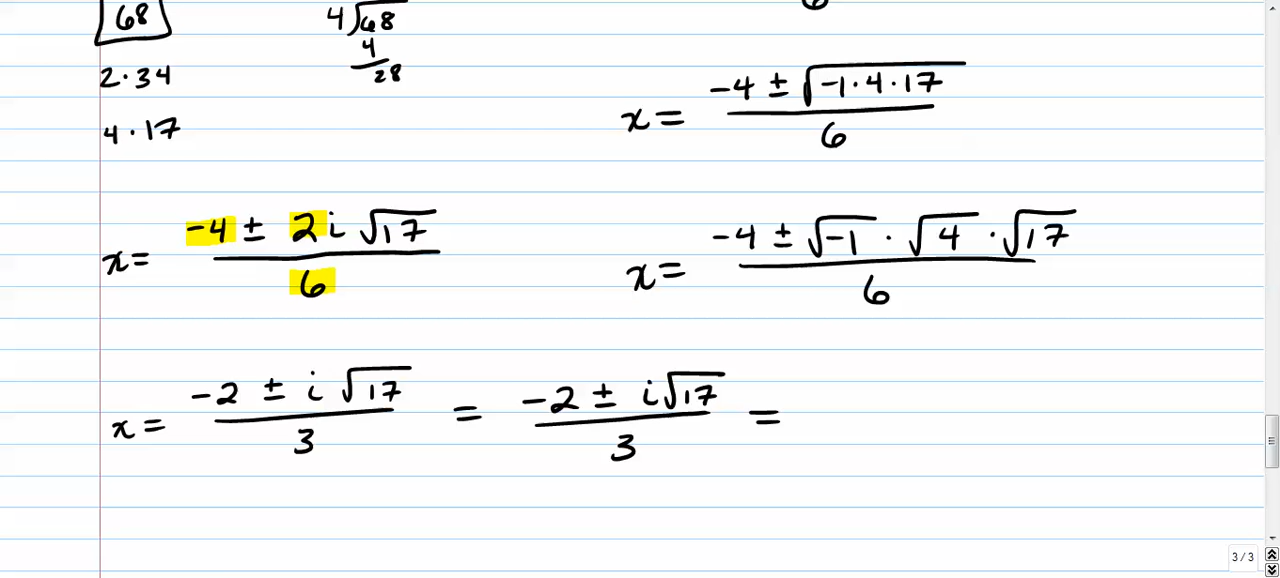 68
4 √68
4
28
2·34
4·17
x = (-4 ± √(-1·4·17)) / 6
x = (-4 ± 2i √17) / 6
x = (-4 ± √-1 · √4 · √17) / 6
x = (-2 ± i √17) / 3 = (-2 ± i√17) / 3 =
3/3